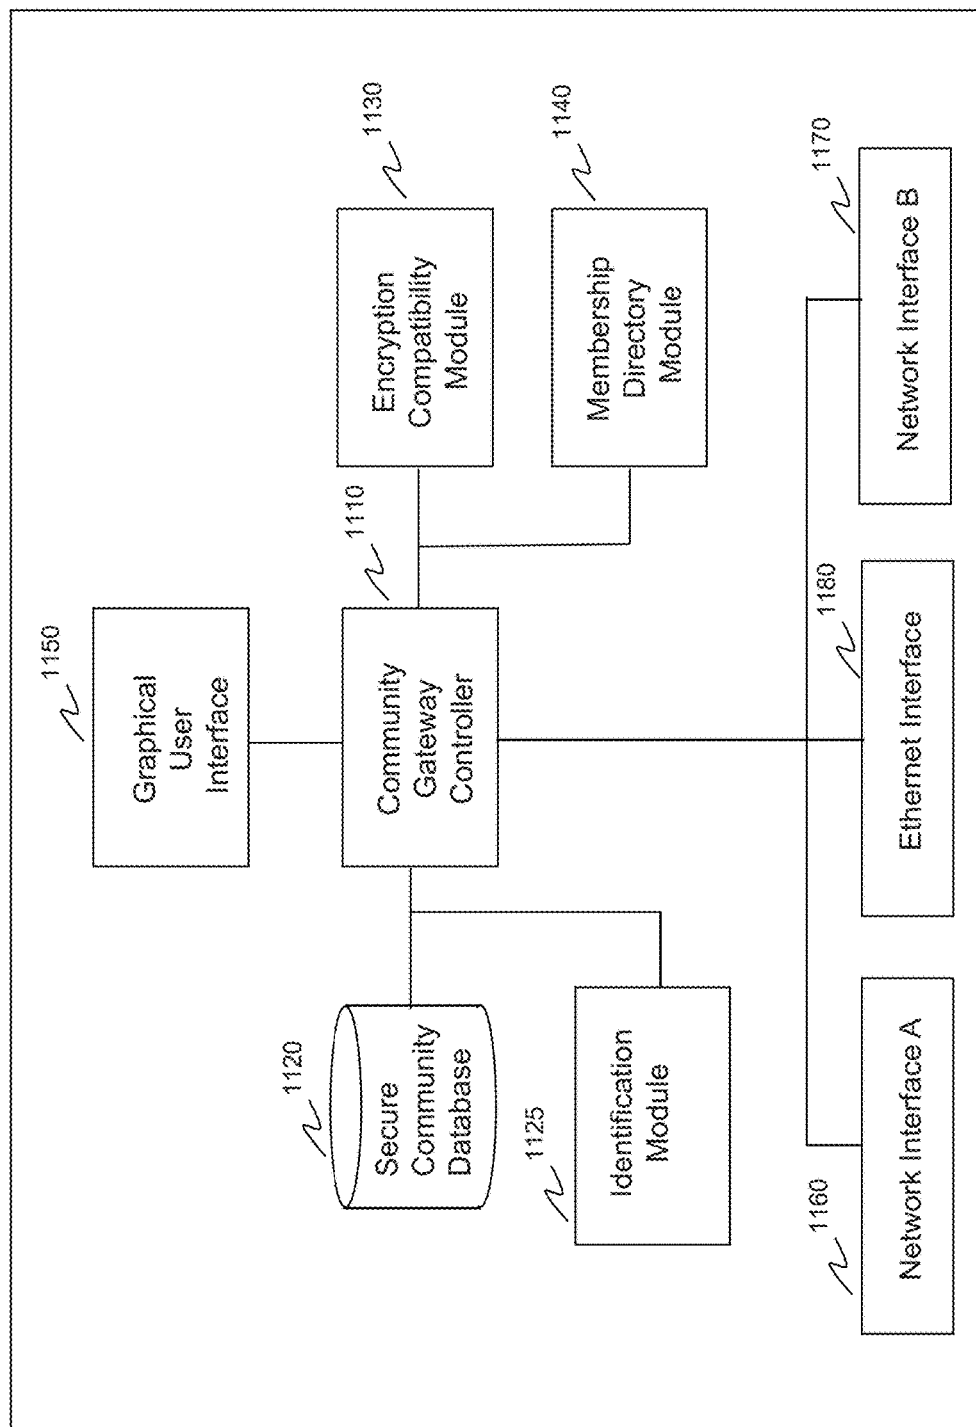 1150
Graphical
User
Interface
1120
Secure
Community
Database
1110
Community
Gateway
Controller
1130
Encryption
Compatibility
Module
1125
Identification
Module
1140
Membership
Directory
Module
1160
Network Interface A
1180
Ethernet Interface
1170
Network Interface B